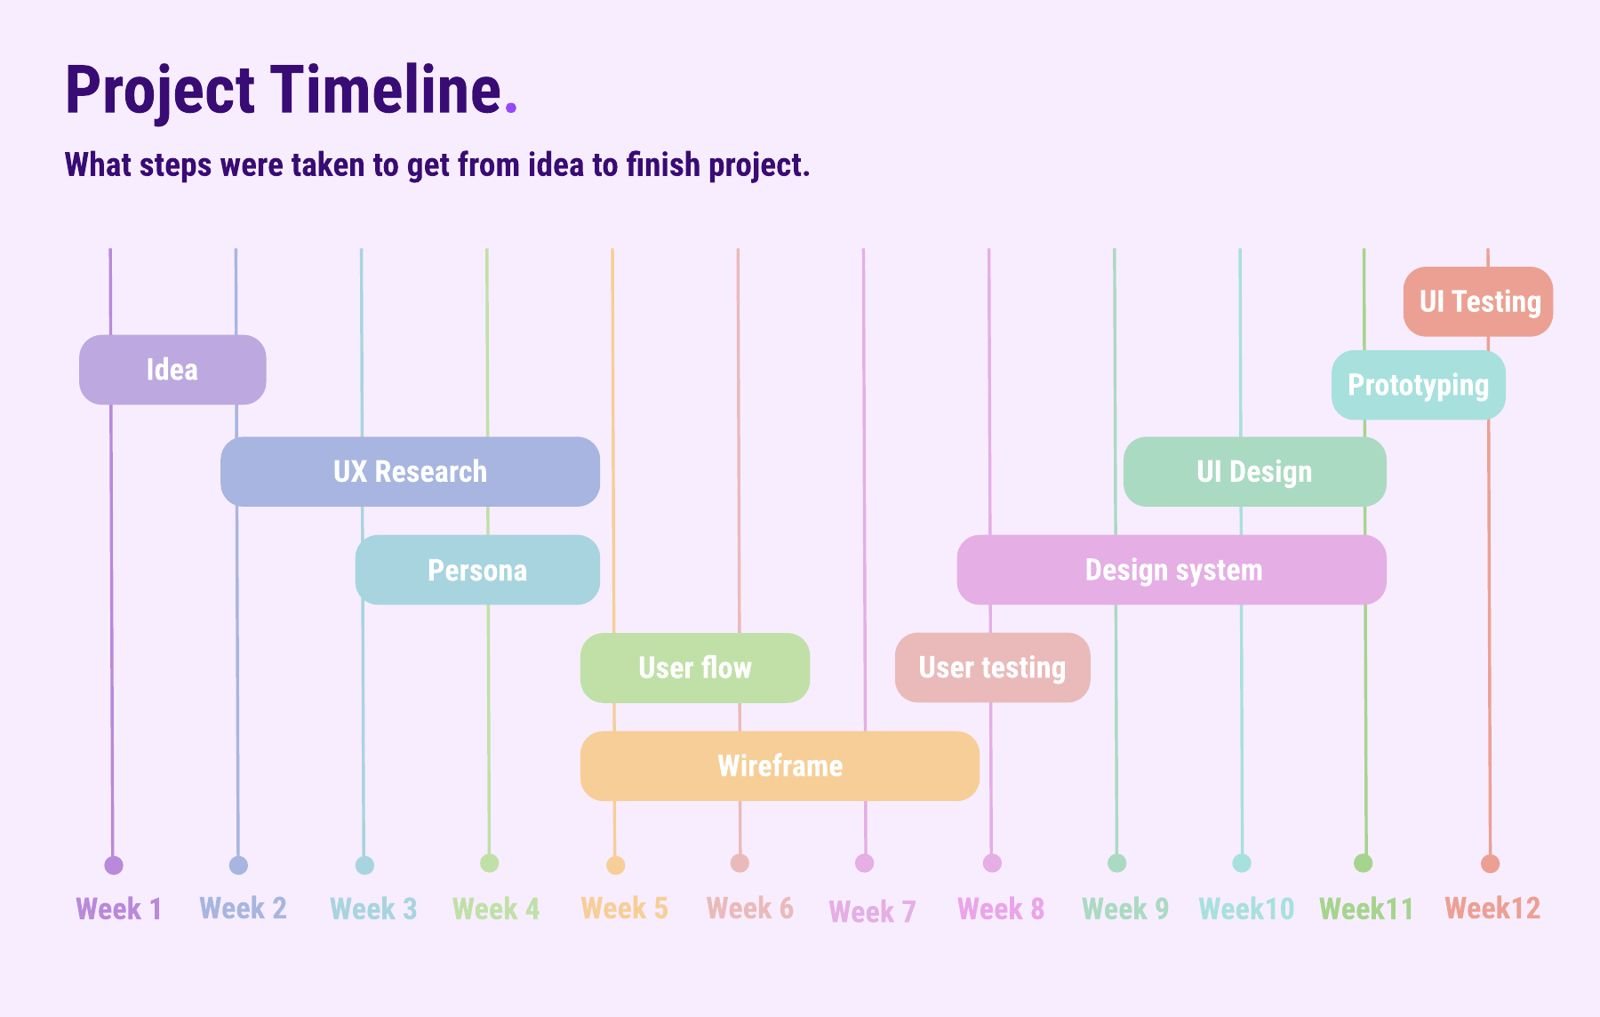 Project Timeline.
What steps were taken to get from idea to finish project.
UI Testing
Idea
Prototyping
UX Research
UI Design
Persona
Design system
User flow
User testing
Wireframe
Week 1
Week 2
Week 3
Week 4
Week 5
Week 6
Week 7
Week 8
Week 9
Week10
Week11
Week12